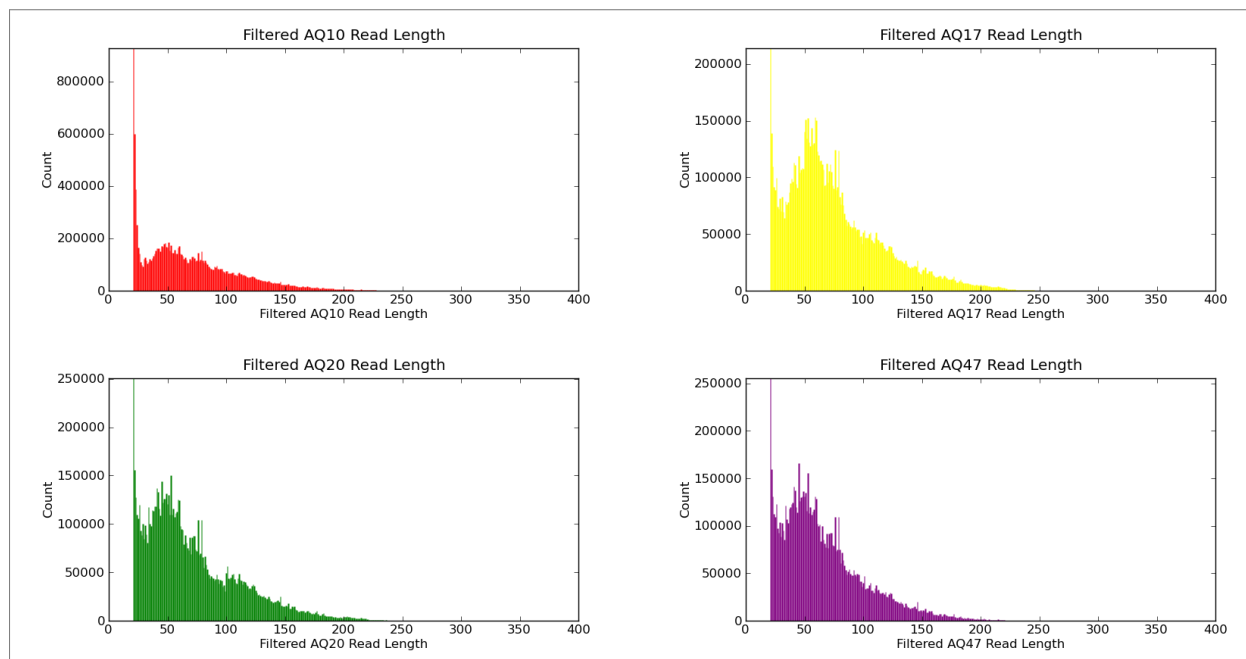 Filtered AQ10 Read Length
Count
800000
600000
400000
200000
0
0 50 100 150 200 250 300 350 400
Filtered AQ10 Read Length
Filtered AQ17 Read Length
Count
200000
150000
100000
50000
0
0 50 100 150 200 250 300 350 400
Filtered AQ17 Read Length
Filtered AQ20 Read Length
Count
250000
200000
150000
100000
50000
0
0 50 100 150 200 250 300 350 400
Filtered AQ20 Read Length
Filtered AQ47 Read Length
Count
250000
200000
150000
100000
50000
0
0 50 100 150 200 250 300 350 400
Filtered AQ47 Read Length